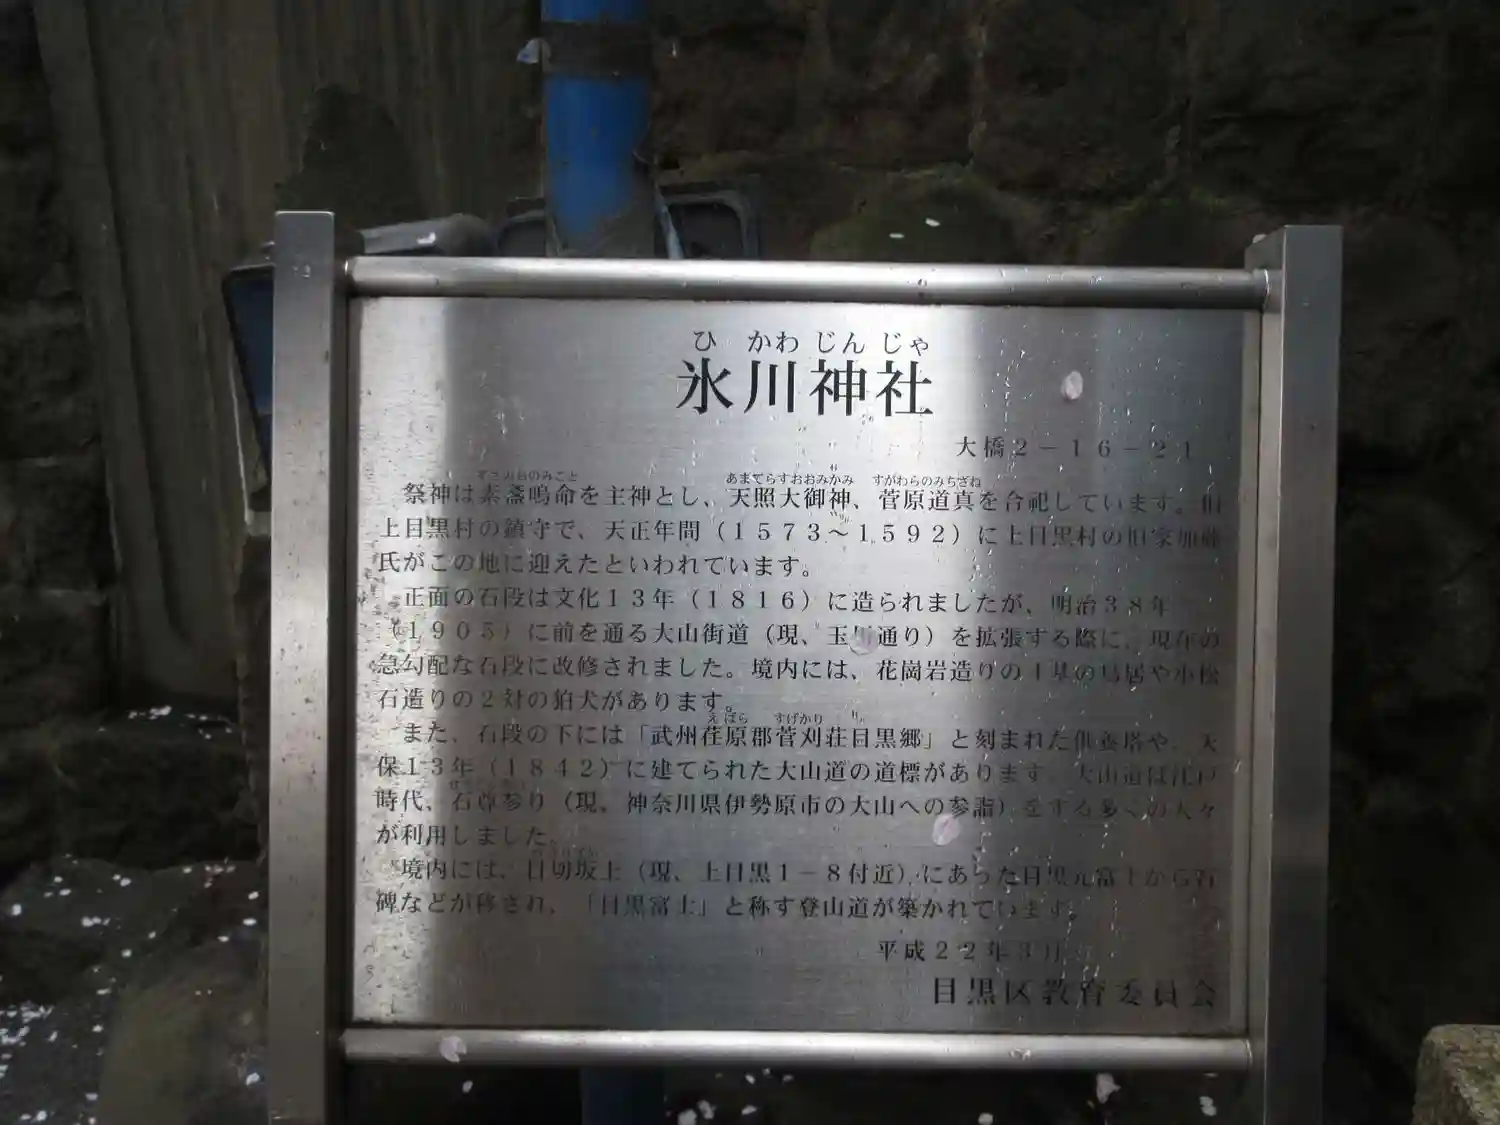 ひ かわ じん じゃ
氷川神社
大橋2－16－21
すさのおのみこと あまてらすおおみかみ すがわらのみちざね
祭神は素盞嗚命を主神とし、天照大御神、菅原道真を合祀しています。旧
上目黒村の鎮守で、天正年間（1573～1592）に上目黒村の旧家加藤
氏がこの地に迎えたといわれています。
正面の石段は文化13年（1816）に造られましたが、明治38年
（1905）に前を通る大山街道（現、玉川通り）を拡張する際に、現在の
急勾配な石段に改修されました。境内には、花崗岩造りの1基の鳥居や小松
石造りの2対の狛犬があります。
えばら すげかり り
また、石段の下には「武州荏原郡菅刈荘目黒郷」と刻まれた供養塔や、天
保13年（1842）に建てられた大山道の道標があります。大山道は江戸
時代、石尊参り（現、神奈川県伊勢原市の大山への参詣）をする多くの人々
が利用しました。
境内には、目切坂上（現、上目黒1－8付近）にあった目黒元富士から石
碑などが移され、「目黒富士」と称す登山道が築かれています。
平成22年3月
目黒区教育委員会